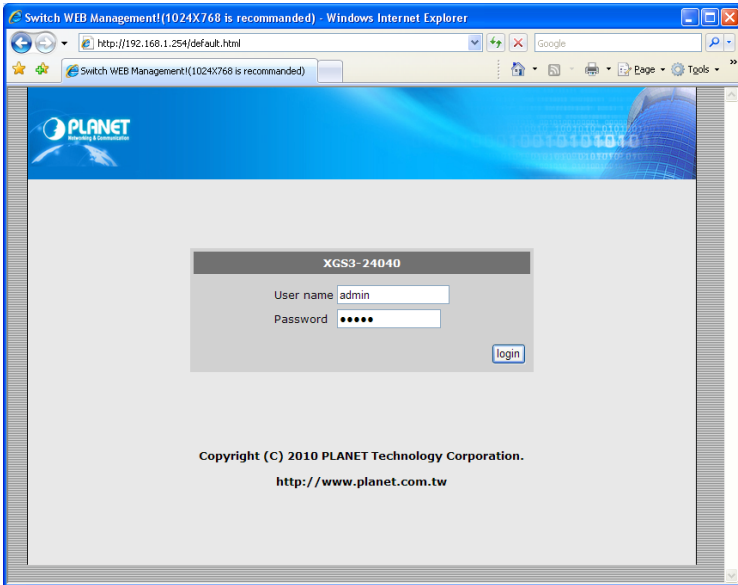 Switch WEB Management!(1024X768 is recommanded) - Windows Internet Explorer
http://192.168.1.254/default.html
Google
Switch WEB Management!(1024X768 is recommanded)
Page
Tools
PLANET
Networking & Communication
XGS3-24040
User name admin
Password •••••
login
Copyright (C) 2010 PLANET Technology Corporation.
http://www.planet.com.tw